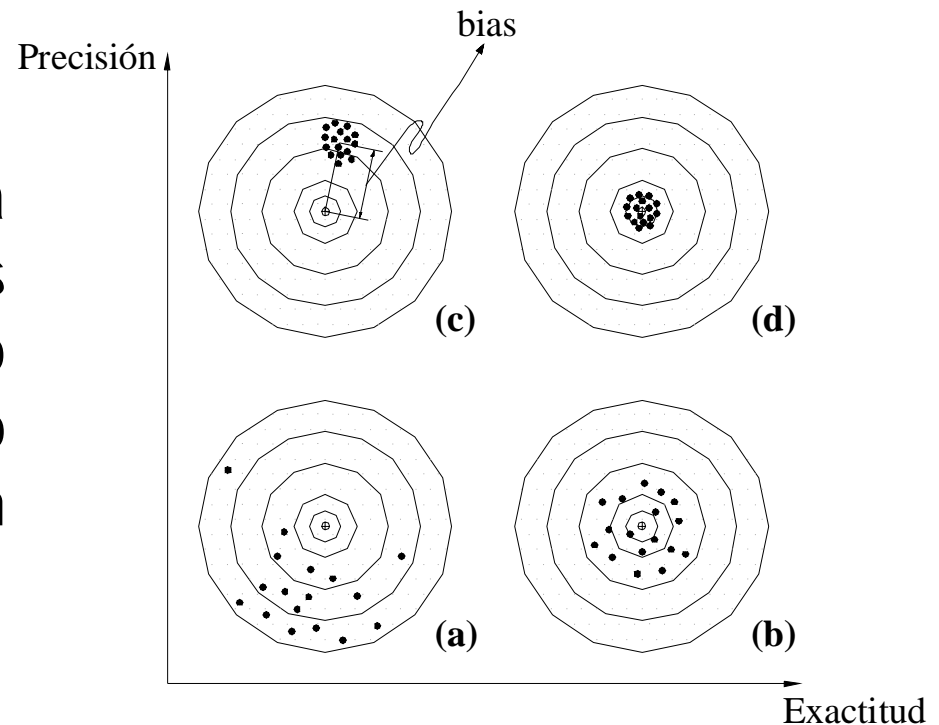 bias
Precisión
n
s
o
o
n
(c)
(d)
(a)
(b)
Exactitud